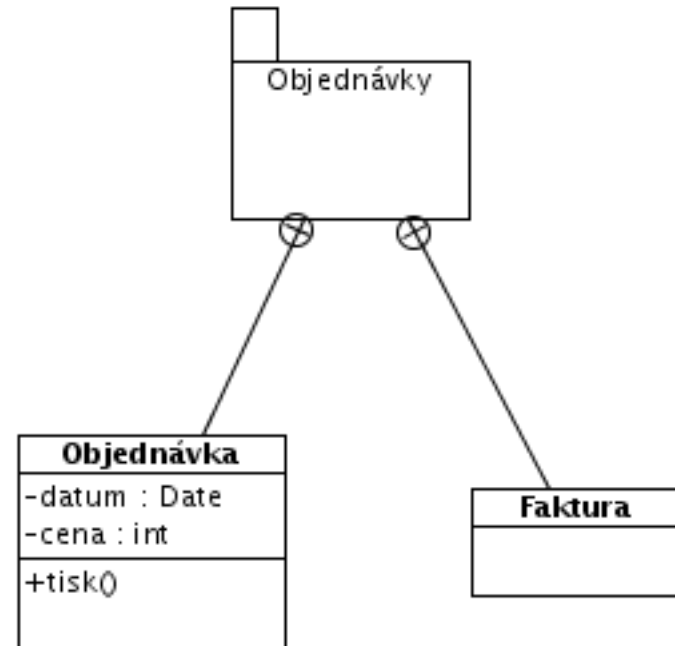 Objednávky
Objednávka
-datum : Date
-cena : int
+tisk()
Faktura